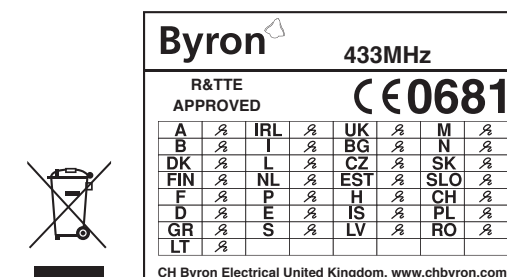 Byron
433MHz
R&TTE
APPROVED
CE0681
A IRL UK M
B I BG N
DK L CZ SK
FIN NL EST SLO
F P H CH
D E IS PL
GR S LV RO
LT
CH Byron Electrical United Kingdom. www.chbyron.com